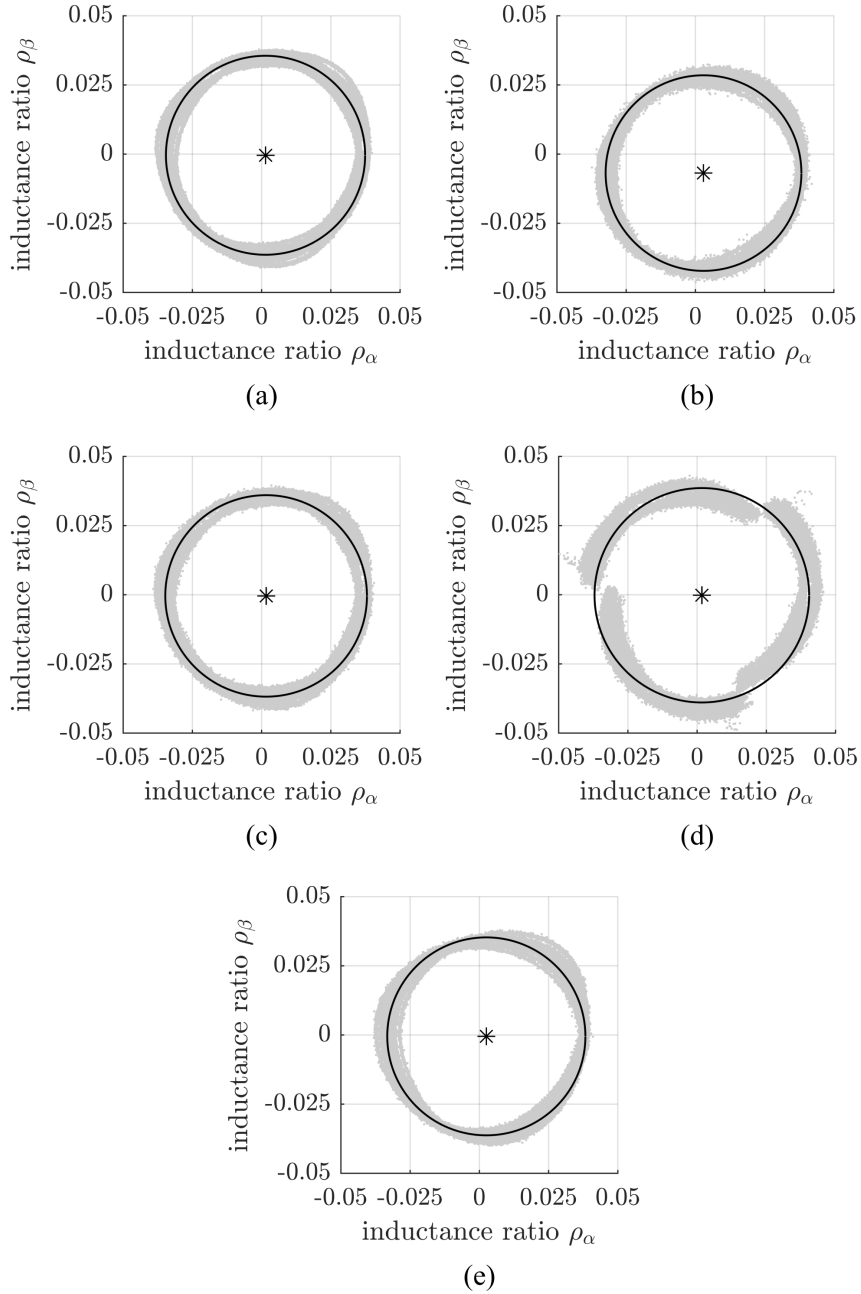 0.05
0.025
0
-0.025
-0.05
-0.05 -0.025 0 0.025 0.05
inductance ratio ρβ
inductance ratio ρα
(a)
0.05
0.025
0
-0.025
-0.05
-0.05 -0.025 0 0.025 0.05
inductance ratio ρβ
inductance ratio ρα
(b)
0.05
0.025
0
-0.025
-0.05
-0.05 -0.025 0 0.025 0.05
inductance ratio ρβ
inductance ratio ρα
(c)
0.05
0.025
0
-0.025
-0.05
-0.05 -0.025 0 0.025 0.05
inductance ratio ρβ
inductance ratio ρα
(d)
0.05
0.025
0
-0.025
-0.05
-0.05 -0.025 0 0.025 0.05
inductance ratio ρβ
inductance ratio ρα
(e)